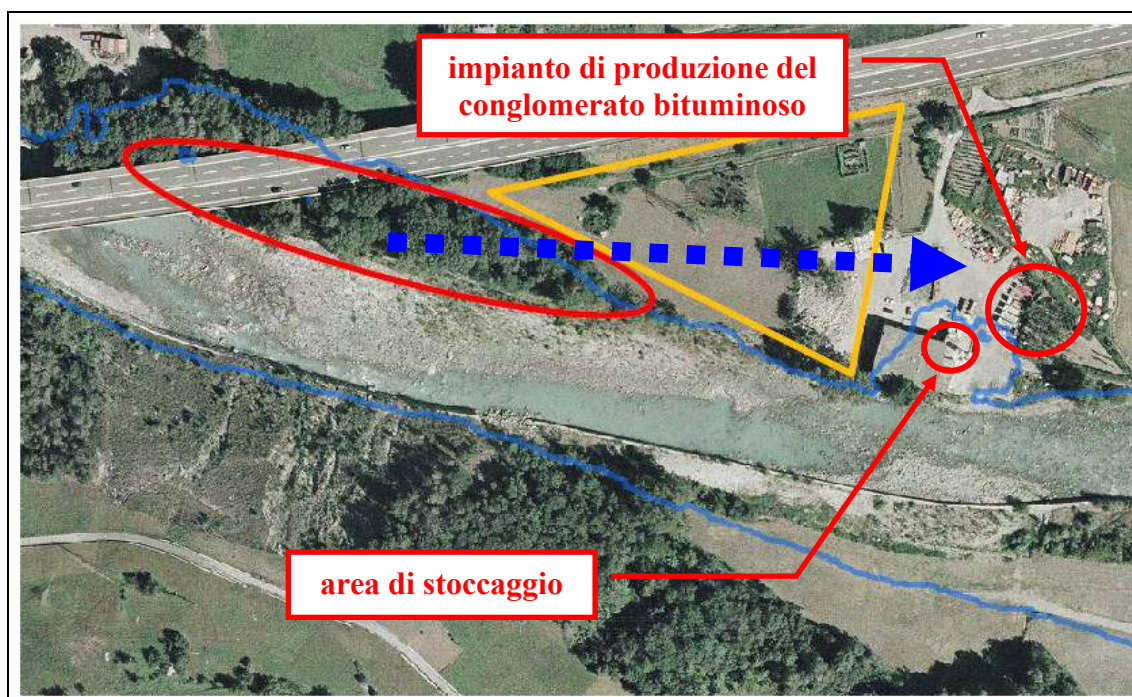 impianto di produzione del
conglomerato bituminoso
area di stoccaggio